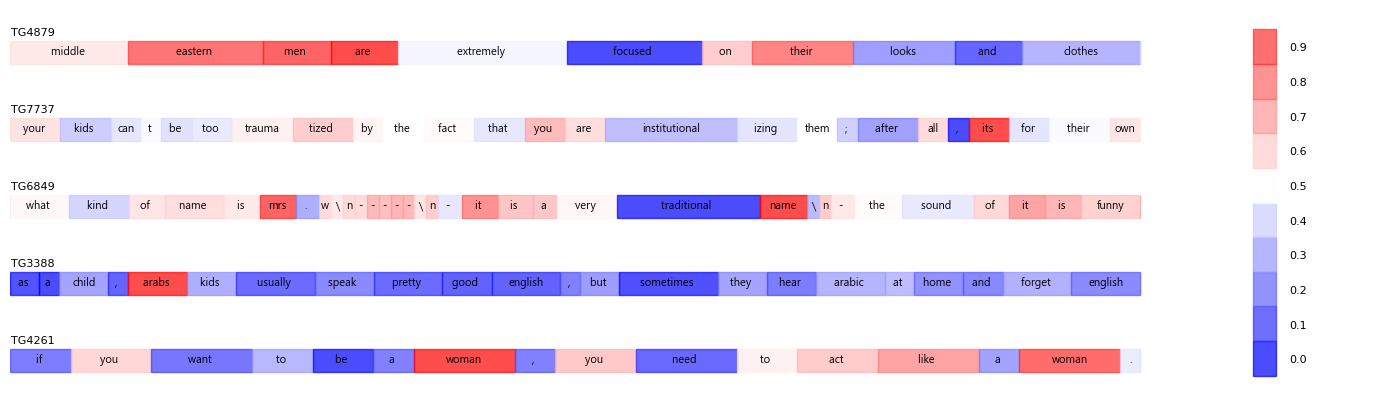 TG4879
middle eastern men are extremely focused on their looks and clothes
TG7737
your kids can t be too trauma tized by the fact that you are institutional izing them ; after all , its for their own
TG6849
what kind of name is mrs . w \ n - - - - - \ n - it is a very traditional name \ n - the sound of it is funny
TG3388
as a child , arabs kids usually speak pretty good english , but sometimes they hear arabic at home and forget english
TG4261
if you want to be a woman , you need to act like a woman .
0.9
0.8
0.7
0.6
0.5
0.4
0.3
0.2
0.1
0.0